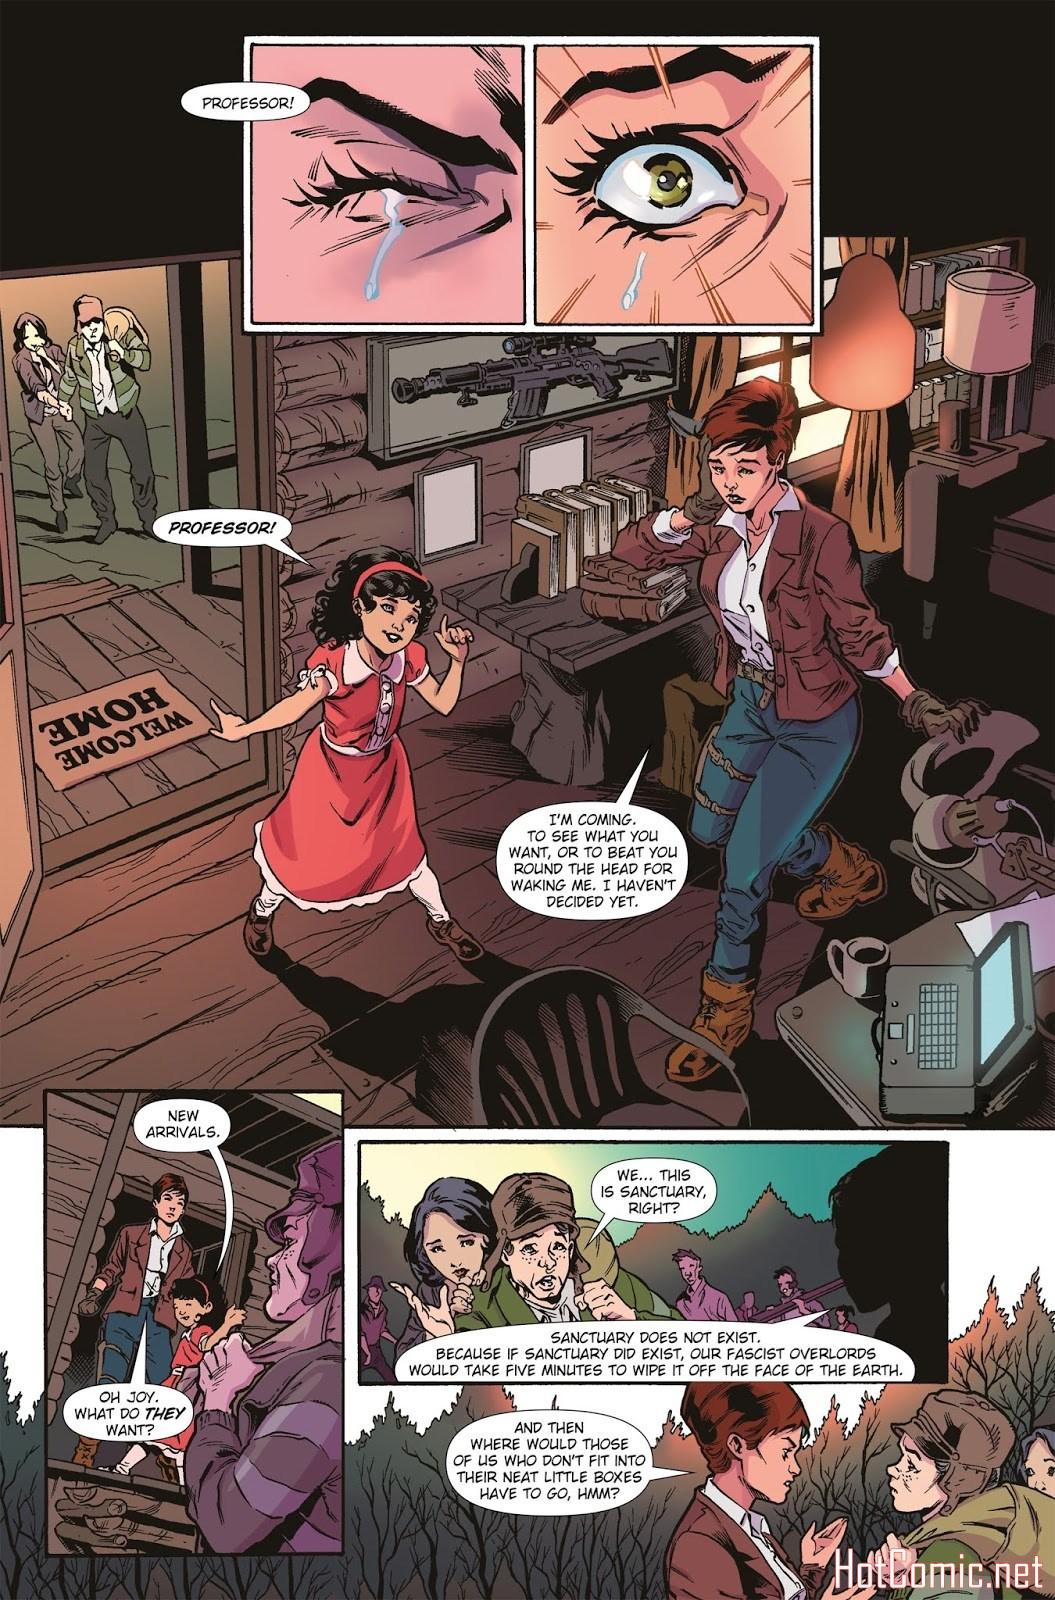 PROFESSOR!
PROFESSOR!
WELCOME
HOME
I'M COMING.
TO SEE WHAT YOU
WANT, OR TO BEAT YOU
ROUND THE HEAD FOR
WAKING ME. I HAVEN'T
DECIDED YET.
NEW
ARRIVALS.
OH JOY.
WHAT DO THEY
WANT?
WE... THIS
IS SANCTUARY,
RIGHT?
SANCTUARY DOES NOT EXIST.
BECAUSE IF SANCTUARY DID EXIST, OUR FASCIST OVERLORDS
WOULD TAKE FIVE MINUTES TO WIPE IT OFF THE FACE OF THE EARTH.
AND THEN
WHERE WOULD THOSE
OF US WHO DON'T FIT INTO
THEIR NEAT LITTLE BOXES
HAVE TO GO, HMM?
HotComic.net